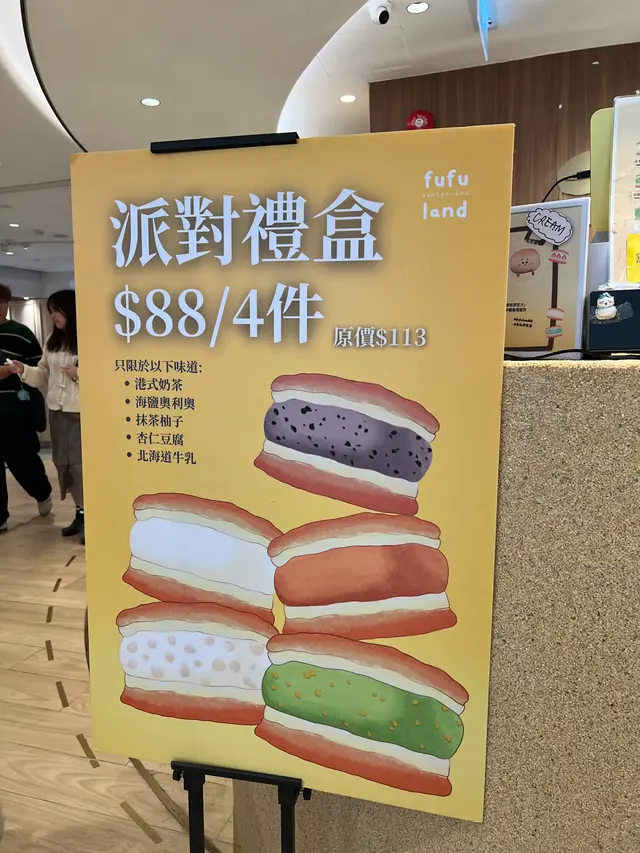 fufu
land
派對禮盒
$88/4件
原價$113
只限於以下味道:
• 港式奶茶
• 海鹽奧利奧
• 抹茶柚子
• 杏仁豆腐
• 北海道牛乳
CREAM